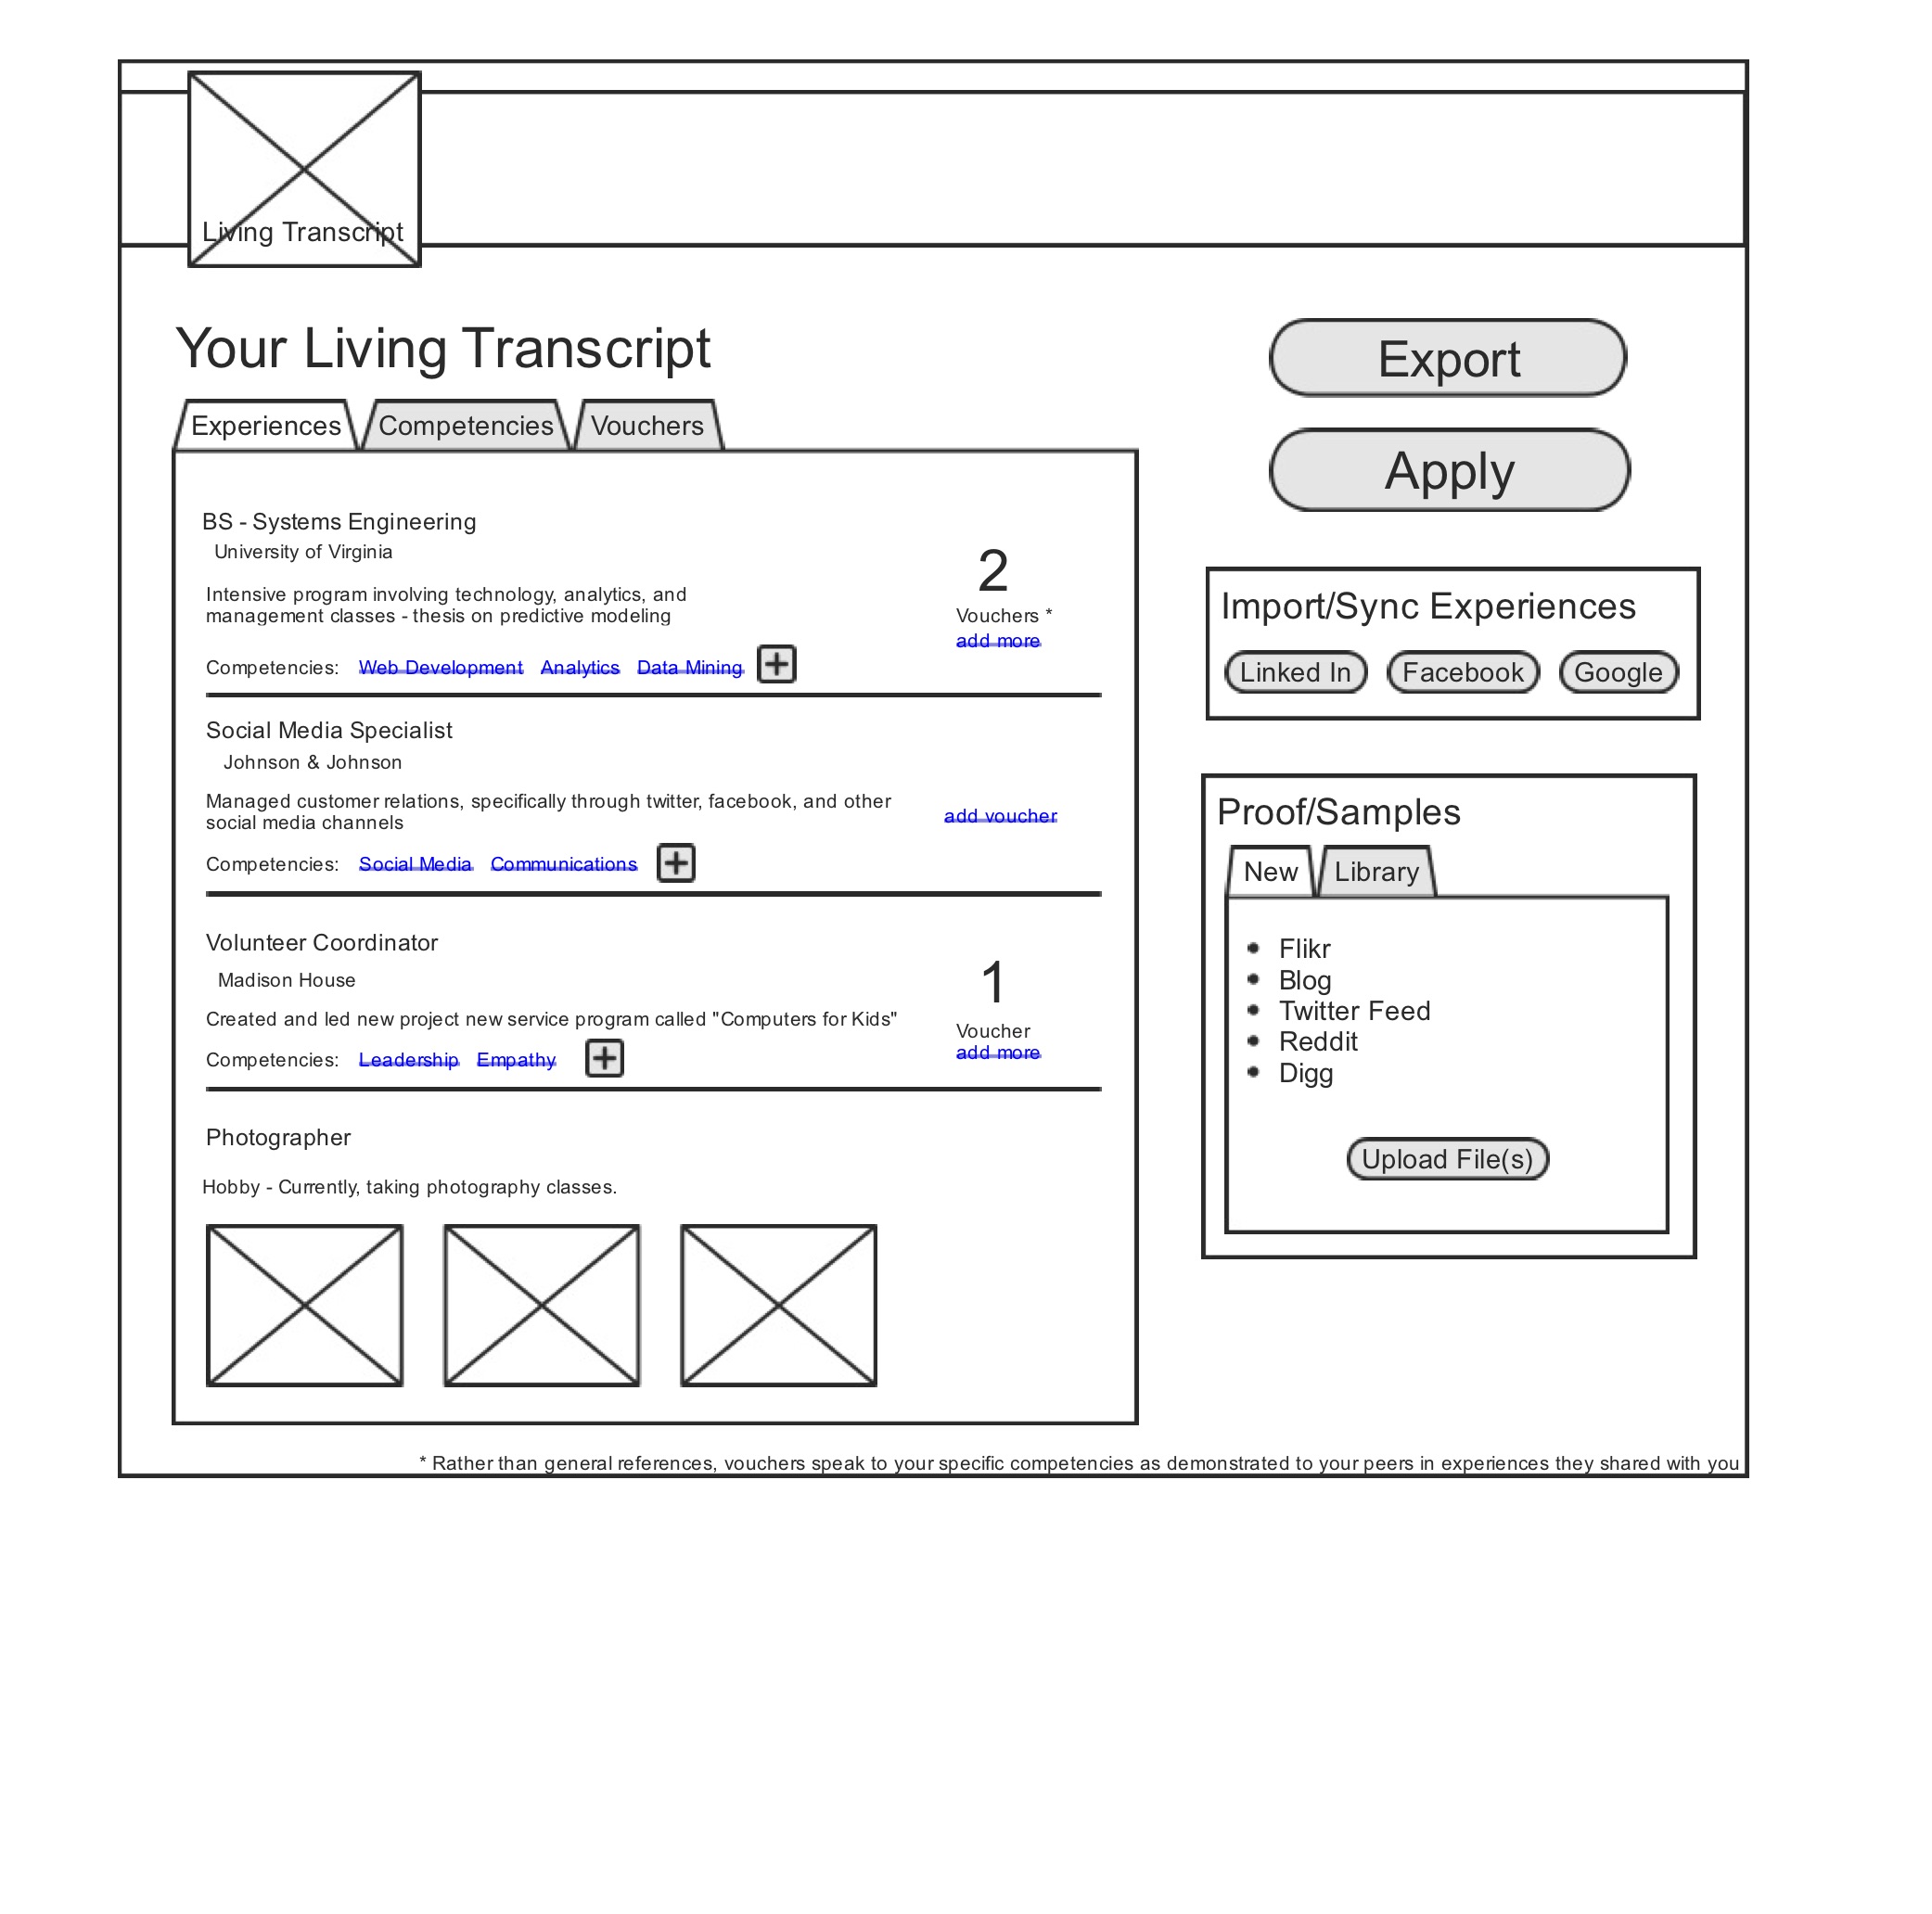 Living Transcript
Your Living Transcript
Export
Apply
Experiences
Competencies
Vouchers
BS - Systems Engineering
University of Virginia
Intensive program involving technology, analytics, and
management classes - thesis on predictive modeling
Competencies: Web Development Analytics Data Mining
2
Vouchers *
add more
Social Media Specialist
Johnson & Johnson
Managed customer relations, specifically through twitter, facebook, and other
social media channels
Competencies: Social Media Communications
add voucher
Volunteer Coordinator
Madison House
Created and led new project new service program called "Computers for Kids"
Competencies: Leadership Empathy
1
Voucher
add more
Photographer
Hobby - Currently, taking photography classes.
Import/Sync Experiences
Linked In
Facebook
Google
Proof/Samples
New
Library
Flikr
Blog
Twitter Feed
Reddit
Digg
Upload File(s)
* Rather than general references, vouchers speak to your specific competencies as demonstrated to your peers in experiences they shared with you